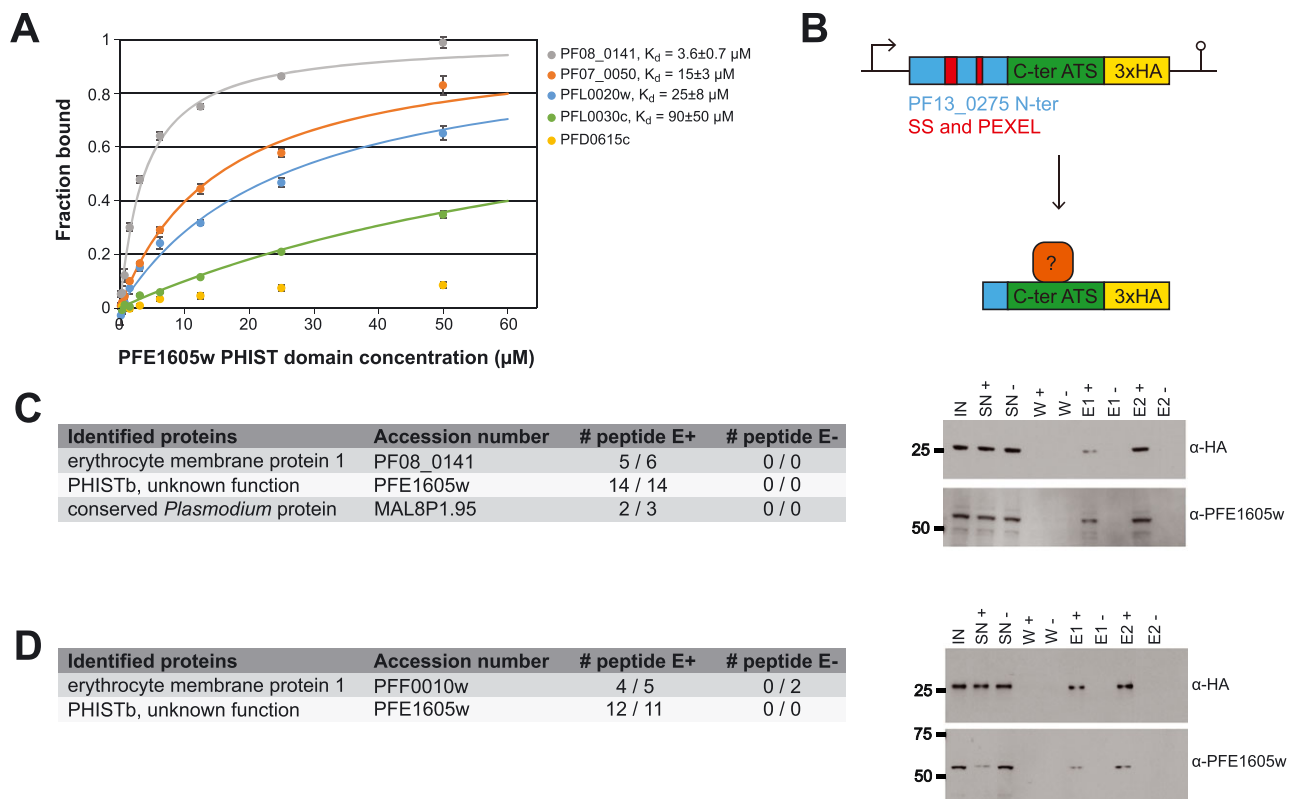 A
1
0.8
0.6
0.4
0.2
0
0 10 20 30 40 50 60
Fraction bound
PFE1605w PHIST domain concentration (µM)
PF08_0141, Kd = 3.6±0.7 µM
PF07_0050, Kd = 15±3 µM
PFL0020w, Kd = 25±8 µM
PFL0030c, Kd = 90±50 µM
PFD0615c
B
C-ter ATS 3xHA
PF13_0275 N-ter
SS and PEXEL
?
C-ter ATS 3xHA
C
Identified proteins Accession number # peptide E+ # peptide E-
erythrocyte membrane protein 1 PF08_0141 5 / 6 0 / 0
PHISTb, unknown function PFE1605w 14 / 14 0 / 0
conserved Plasmodium protein MAL8P1.95 2 / 3 0 / 0
IN SN + SN - W + W - E1 + E1 - E2 + E2 -
25 α-HA
50 α-PFE1605w
D
Identified proteins Accession number # peptide E+ # peptide E-
erythrocyte membrane protein 1 PFF0010w 4 / 5 0 / 2
PHISTb, unknown function PFE1605w 12 / 11 0 / 0
IN SN + SN - W + W - E1 + E1 - E2 + E2 -
25 α-HA
75
50 α-PFE1605w